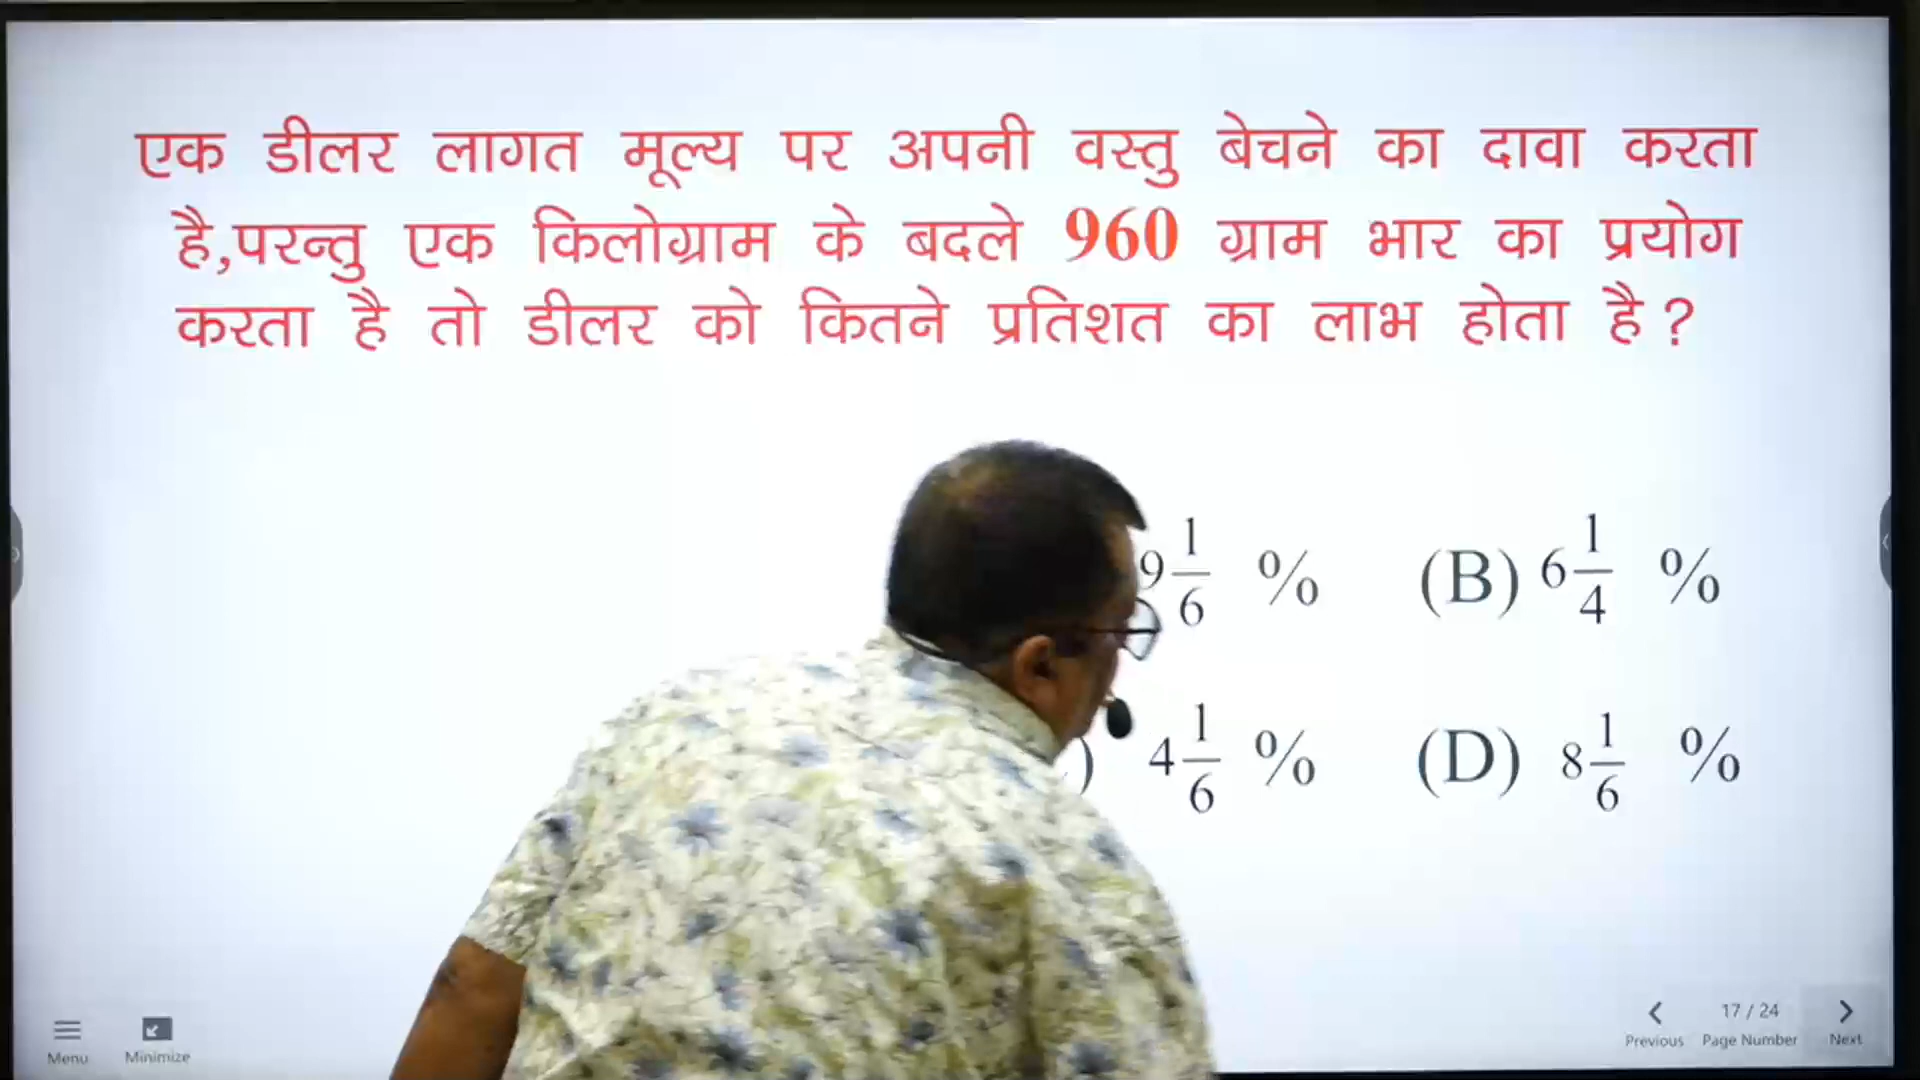 एक डीलर लागत मूल्य पर अपनी वस्तु बेचने का दावा करता
है,परन्तु एक किलोग्राम के बदले 960 ग्राम भार का प्रयोग
करता है तो डीलर को कितने प्रतिशत का लाभ होता है ?
9 1/6 % (B) 6 1/4 %
) 4 1/6 % (D) 8 1/6 %
17 / 24
Menu Minimize Previous Page Number Next